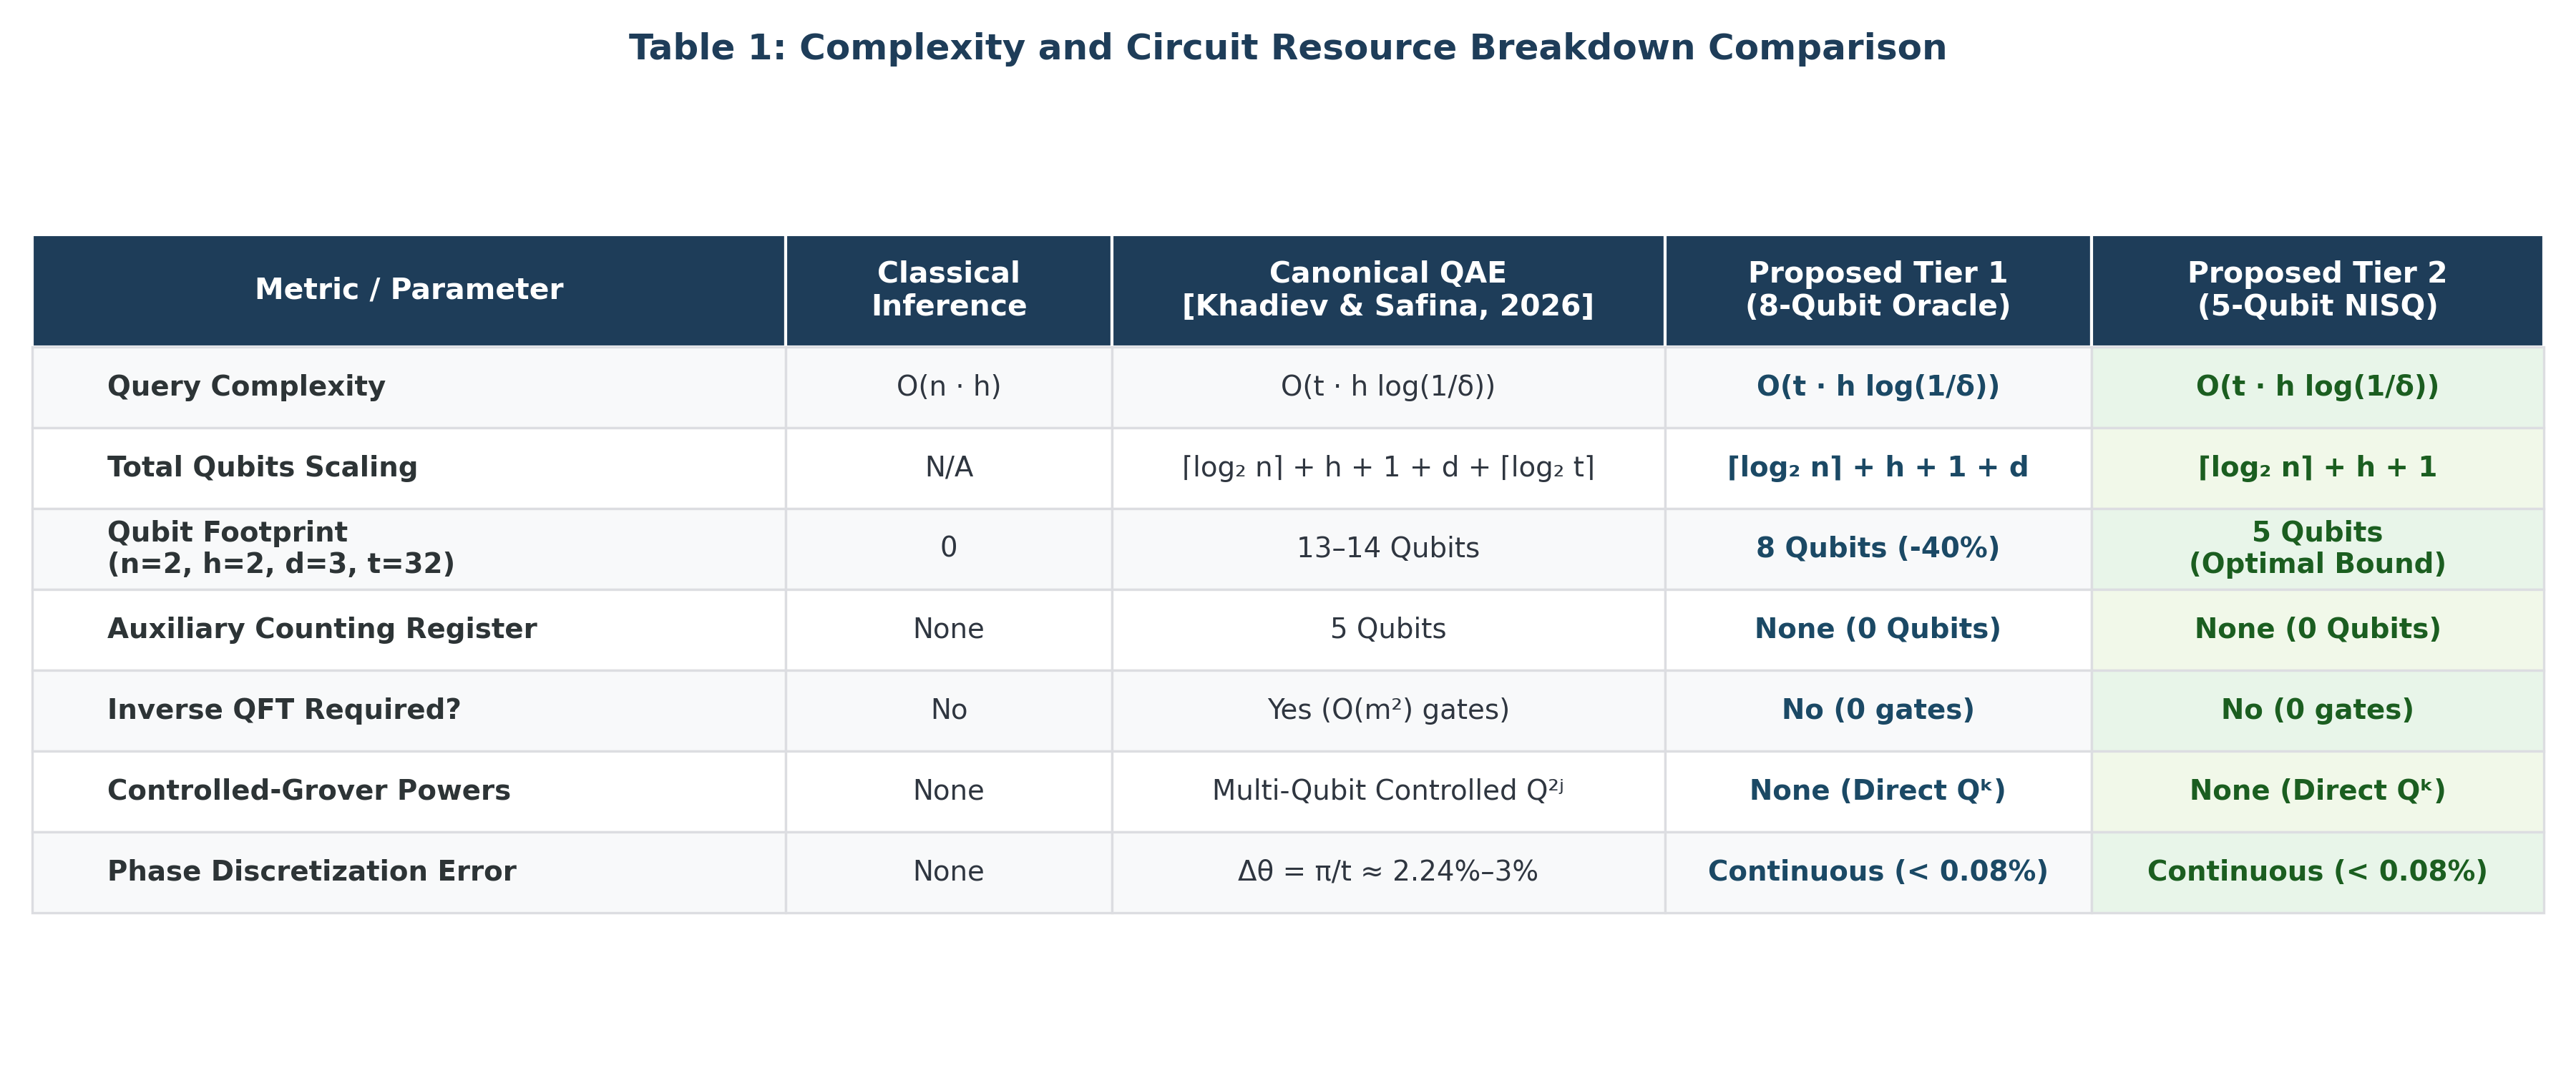 Table 1: Complexity and Circuit Resource Breakdown Comparison
Metric / Parameter
Classical
Inference
Canonical QAE
[Khadiev & Safina, 2026]
Proposed Tier 1
(8-Qubit Oracle)
Proposed Tier 2
(5-Qubit NISQ)
Query Complexity
O(n · h)
O(t · h log(1/δ))
O(t · h log(1/δ))
O(t · h log(1/δ))
Total Qubits Scaling
N/A
⌈log₂ n⌉ + h + 1 + d + ⌈log₂ t⌉
⌈log₂ n⌉ + h + 1 + d
⌈log₂ n⌉ + h + 1
Qubit Footprint
(n=2, h=2, d=3, t=32)
0
13–14 Qubits
8 Qubits (-40%)
5 Qubits
(Optimal Bound)
Auxiliary Counting Register
None
5 Qubits
None (0 Qubits)
None (0 Qubits)
Inverse QFT Required?
No
Yes (O(m²) gates)
No (0 gates)
No (0 gates)
Controlled-Grover Powers
None
Multi-Qubit Controlled Q²ʲ
None (Direct Qᵏ)
None (Direct Qᵏ)
Phase Discretization Error
None
Δθ = π/t ≈ 2.24%–3%
Continuous (< 0.08%)
Continuous (< 0.08%)